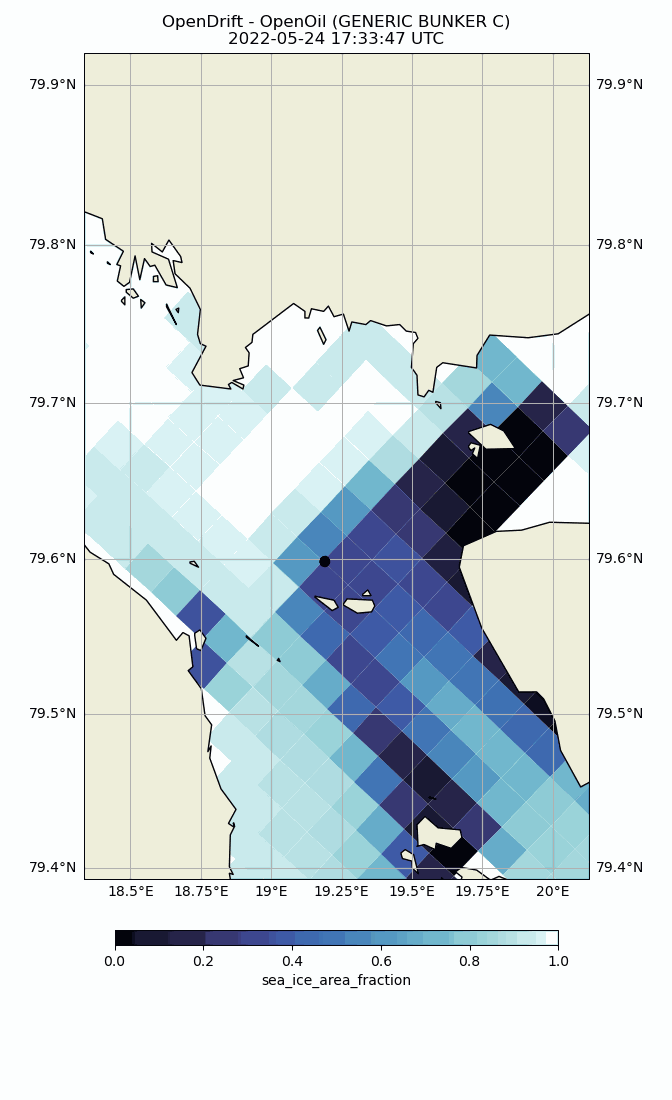 OpenDrift - OpenOil (GENERIC BUNKER C)
2022-05-24 17:33:47 UTC
79.9°N 79.9°N
79.8°N 79.8°N
79.7°N 79.7°N
79.6°N 79.6°N
79.5°N 79.5°N
79.4°N 79.4°N
18.5°E 18.75°E 19°E 19.25°E 19.5°E 19.75°E 20°E
0.0 0.2 0.4 0.6 0.8 1.0
sea_ice_area_fraction